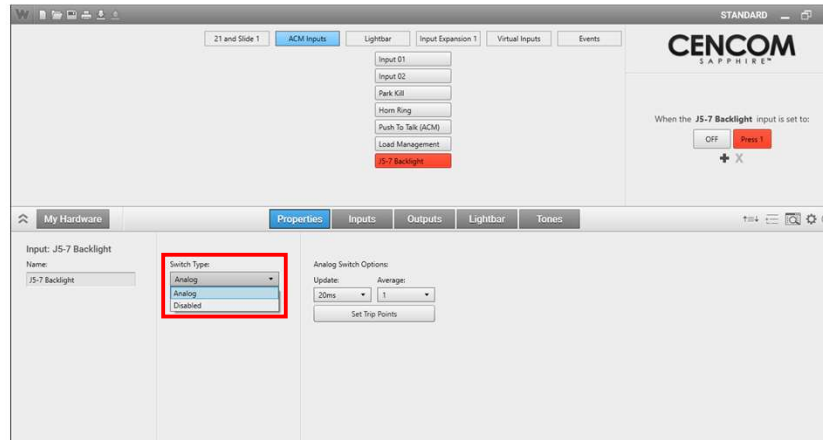 W STANDARD
21 and Slide 1 ACM Inputs Lightbar Input Expansion 1 Virtual Inputs Events
CENCOM
SAPPHIRE™
Input 01
Input 02
Park Kill
Horn Ring
Push To Talk (ACM)
Load Management
J5-7 Backlight
When the J5-7 Backlight input is set to:
OFF Press 1
My Hardware Properties Inputs Outputs Lightbar Tones
Input: J5-7 Backlight
Name: Switch Type: Analog Switch Options:
J5-7 Backlight Analog Update: Average:
Analog 20ms 1
Disabled Set Trip Points